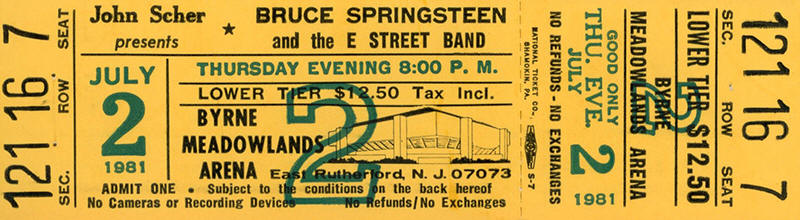 121 16 7
SEC. ROW SEAT
John Scher
presents
★
BRUCE SPRINGSTEEN
and the E STREET BAND
JULY
2
1981
THURSDAY EVENING 8:00 P. M.
LOWER TIER $12.50 Tax Incl.
2
BYRNE
MEADOWLANDS
ARENA
East Rutherford, N. J. 07073
ADMIT ONE • Subject to the conditions on the back hereof
No Cameras or Recording Devices No Refunds/No Exchanges
NATIONAL TICKET CO.,
SHAMOKIN, PA.
S-7
NO REFUNDS - NO EXCHANGES
GOOD ONLY
THU. EVE.
JULY
2
1981
MEADOWLANDS ARENA
BYRNE
2
LOWER TIER $12.50
SEC. ROW SEAT
121 16 7